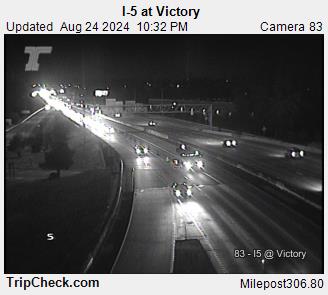 I-5 at Victory
Updated Aug 24 2024 10:32 PM Camera 83
T
S
83 - I5 @ Victory
TripCheck.com Milepost306.80